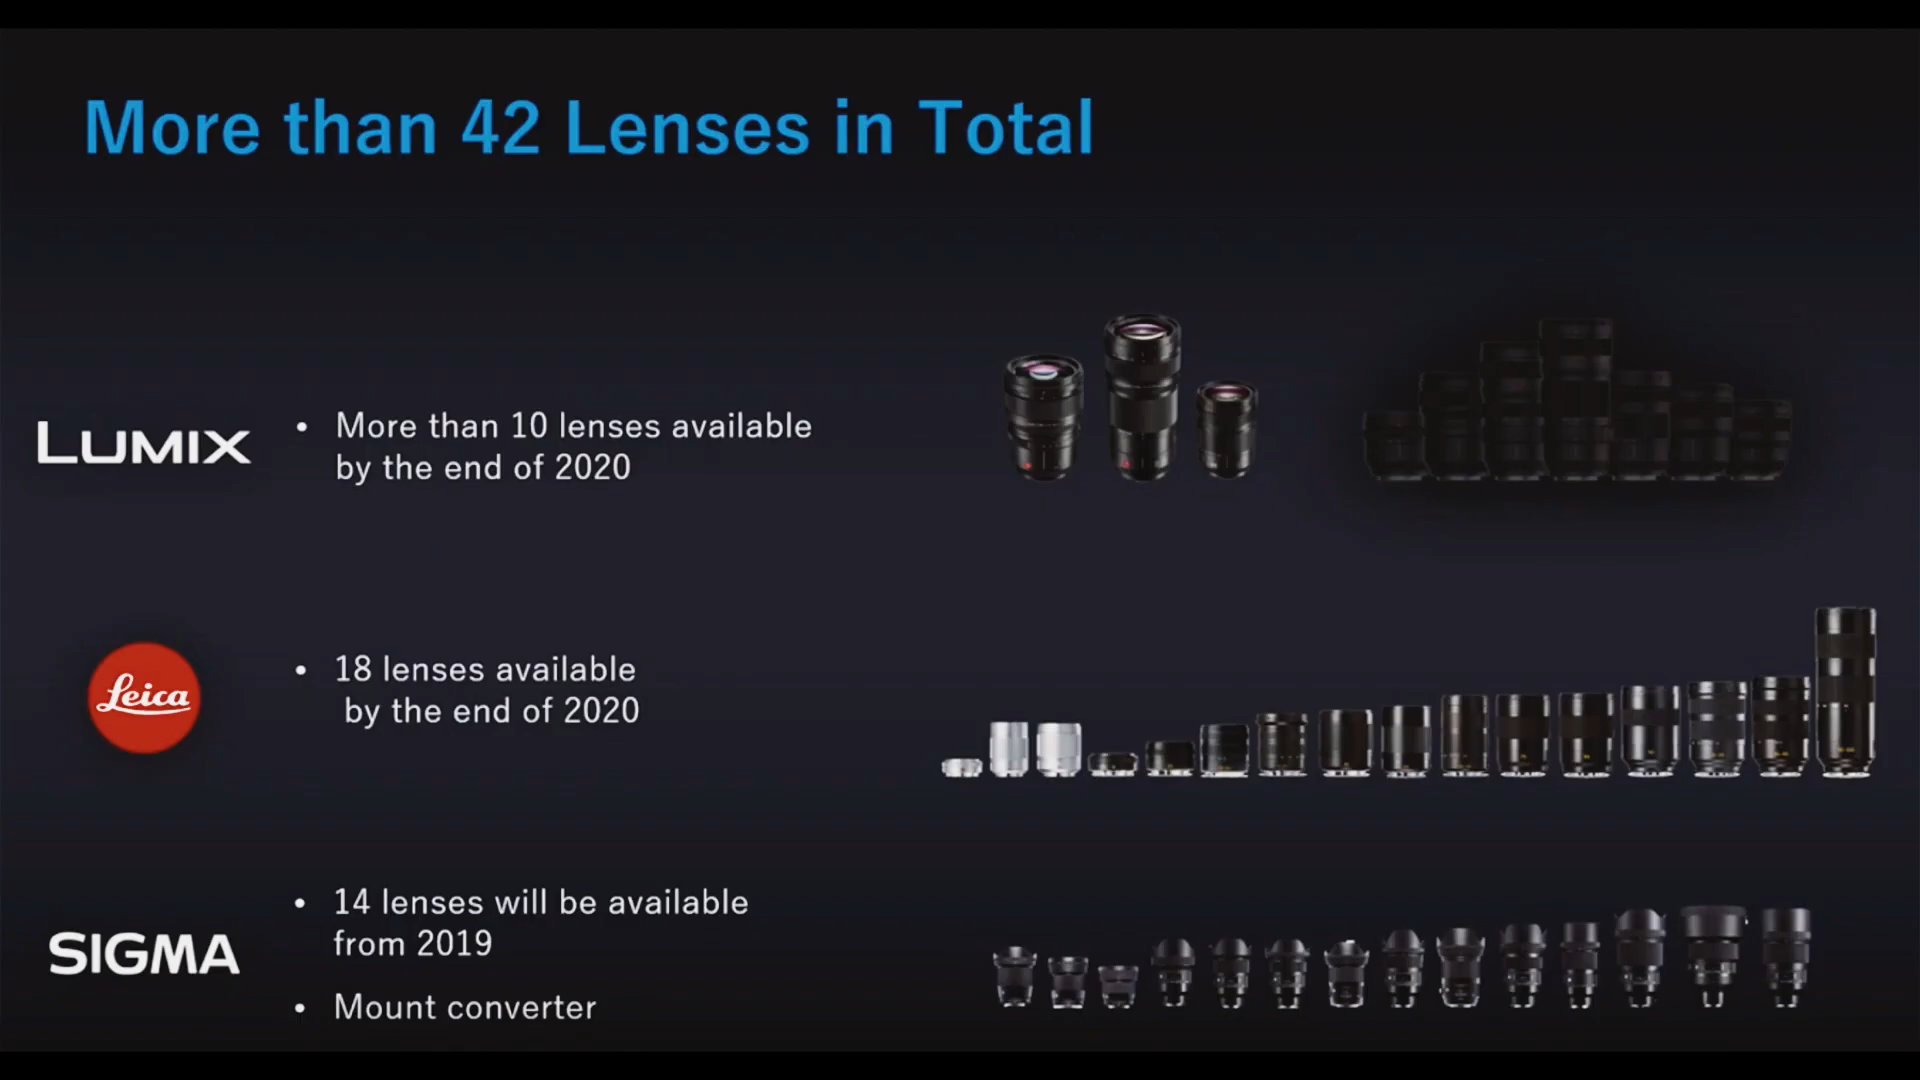 More than 42 Lenses in Total
LUMIX
• More than 10 lenses available
by the end of 2020
Leica
• 18 lenses available
by the end of 2020
SIGMA
• 14 lenses will be available
from 2019
• Mount converter